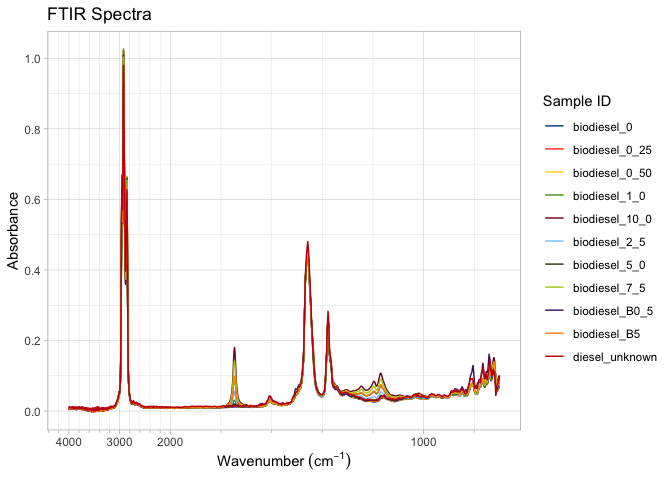 FTIR Spectra
1.0
0.8
0.6
0.4
0.2
0.0
Absorbance
4000 3000 2000 1000
Wavenumber (cm⁻¹)
Sample ID
biodiesel_0
biodiesel_0_25
biodiesel_0_50
biodiesel_1_0
biodiesel_10_0
biodiesel_2_5
biodiesel_5_0
biodiesel_7_5
biodiesel_B0_5
biodiesel_B5
diesel_unknown